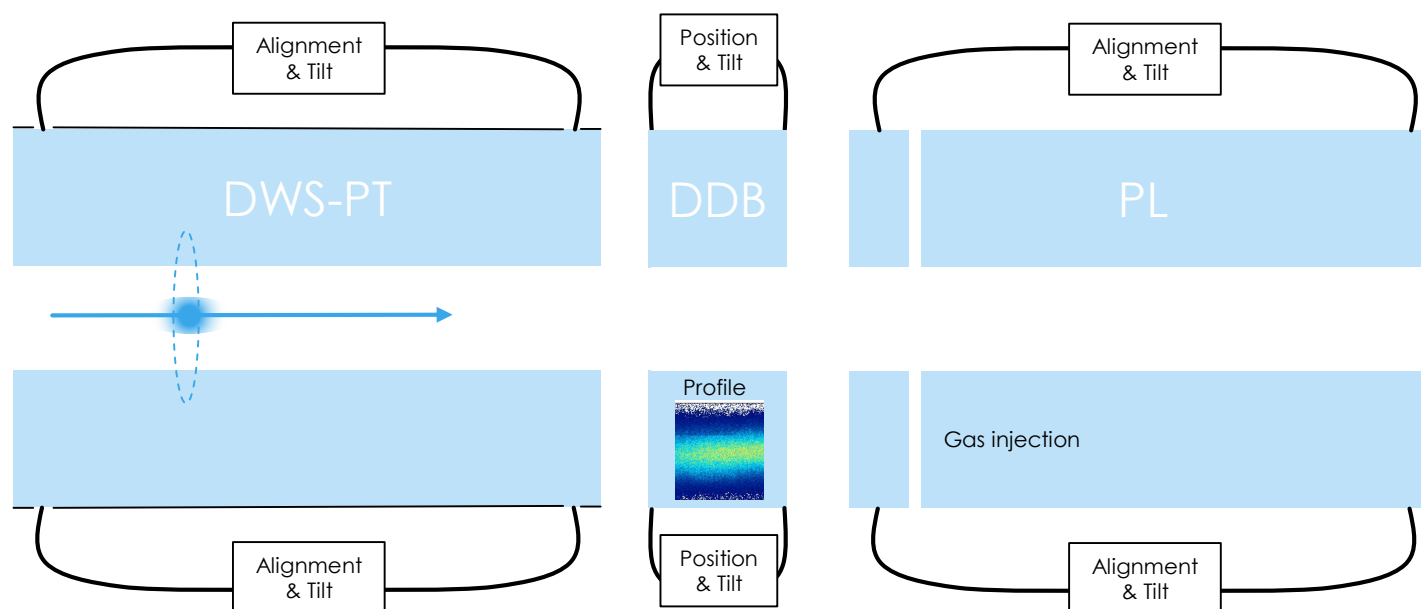 Alignment
& Tilt
Position
& Tilt
Alignment
& Tilt
DWS-PT
DDB
PL
Profile
Gas injection
Alignment
& Tilt
Position
& Tilt
Alignment
& Tilt